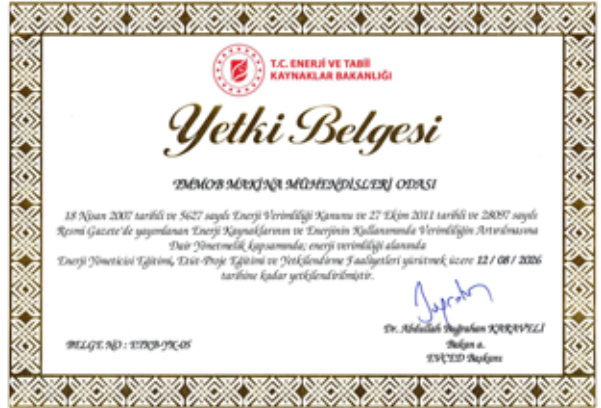 T.C. ENERJİ VE TABİİ
KAYNAKLAR BAKANLIĞI
Yetki Belgesi
TMMOB MAKİNA MÜHENDİSLERİ ODASI
18 Nisan 2007 tarihli ve 5627 sayılı Enerji Verimliliği Kanunu ve 27 Ekim 2011 tarihli ve 28097 sayılı
Resmi Gazete'de yayımlanan Enerji Kaynaklarının ve Enerjinin Kullanımında Verimliliğin Artırılmasına
Dair Yönetmelik kapsamında; enerji verimliliği alanında
Enerji Yöneticisi Eğitimi, Etüt-Proje Eğitimi ve Yetkilendirme Faaliyetleri yürütmek üzere 12 / 08 / 2026
tarihine kadar yetkilendirilmiştir.
Dr. Abdullah Buğrahan KARAVELİ
Bakan a.
EVÇED Başkanı
BELGE NO : ETKB-YK-05